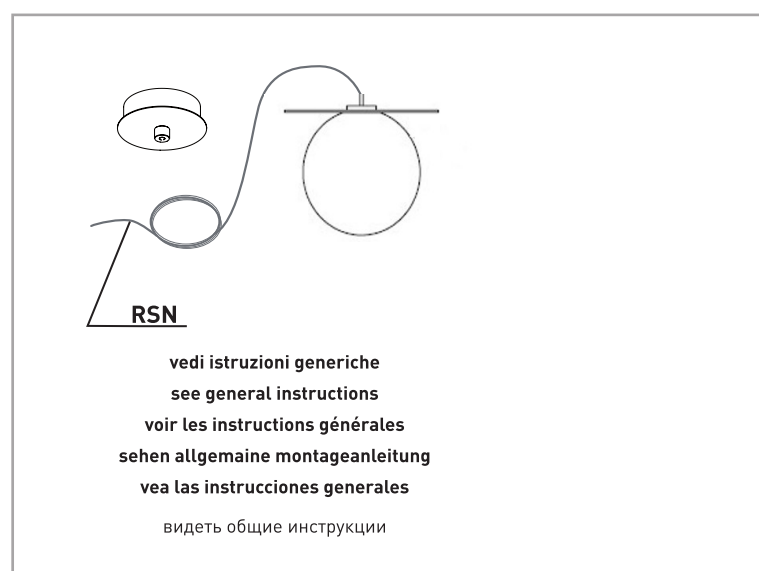 RSN
vedi istruzioni generiche
see general instructions
voir les instructions générales
sehen allgemaine montageanleitung
vea las instrucciones generales
видеть общие инструкции